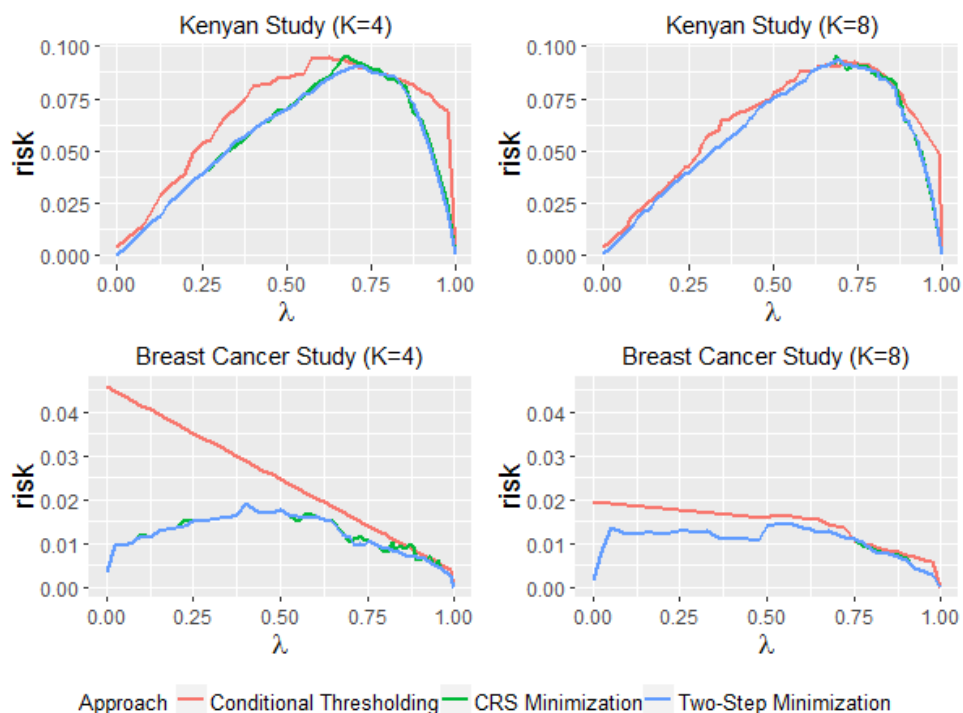 Kenyan Study (K=4)
Kenyan Study (K=8)
0.100
0.075
0.050
0.025
0.000
risk
0.00 0.25 0.50 0.75 1.00
λ
0.100
0.075
0.050
0.025
0.000
risk
0.00 0.25 0.50 0.75 1.00
λ
Breast Cancer Study (K=4)
Breast Cancer Study (K=8)
0.04
0.03
0.02
0.01
0.00
risk
0.00 0.25 0.50 0.75 1.00
λ
0.04
0.03
0.02
0.01
0.00
risk
0.00 0.25 0.50 0.75 1.00
λ
Approach Conditional Thresholding CRS Minimization Two-Step Minimization